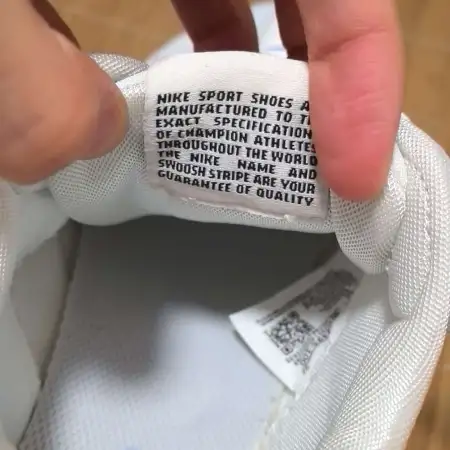 NIKE SPORT SHOES
MANUFACTURED TO
EXACT SPECIFICATION
OF CHAMPION ATHLETES
THROUGHOUT THE WORLD
THE NIKE NAME AND
SWOOSH STRIPE ARE YOUR
GUARANTEE OF QUALITY